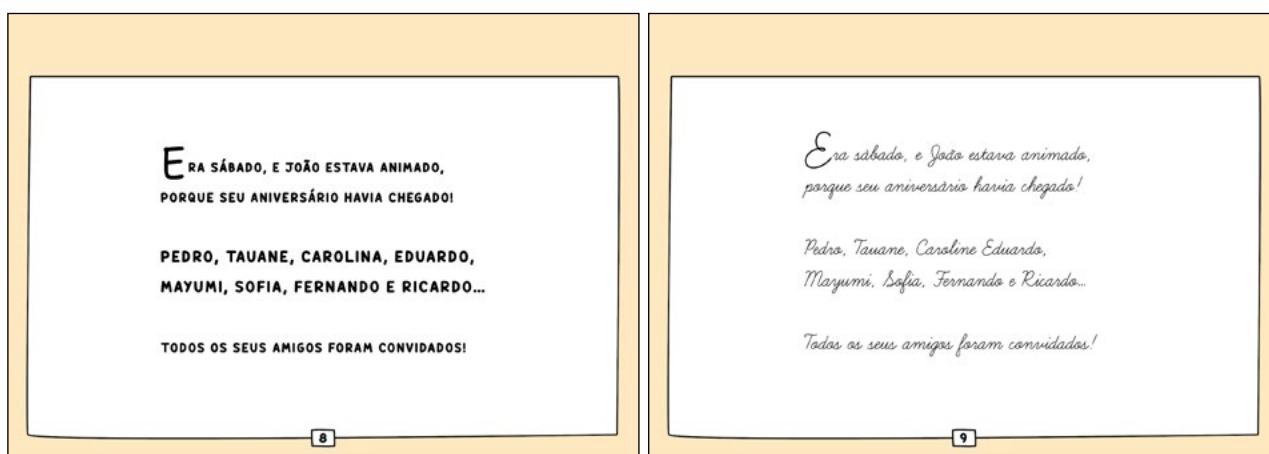 ERA SÁBADO, E JOÃO ESTAVA ANIMADO,
PORQUE SEU ANIVERSÁRIO HAVIA CHEGADO!
PEDRO, TAUANE, CAROLINA, EDUARDO,
MAYUMI, SOFIA, FERNANDO E RICARDO...
TODOS OS SEUS AMIGOS FORAM CONVIDADOS!
8
Era sábado, e João estava animado,
porque seu aniversário havia chegado!
Pedro, Tauane, Caroline Eduardo,
Mayumi, Sofia, Fernando e Ricardo...
Todos os seus amigos foram convidados!
9